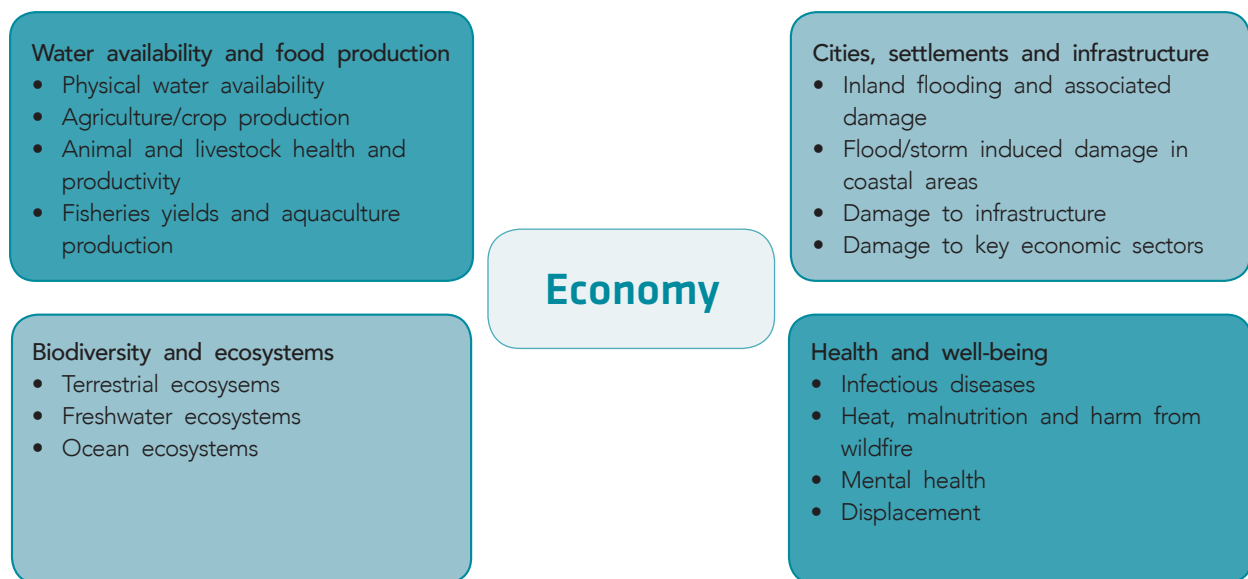 Water availability and food production
• Physical water availability
• Agriculture/crop production
• Animal and livestock health and
productivity
• Fisheries yields and aquaculture
production
Cities, settlements and infrastructure
• Inland flooding and associated
damage
• Flood/storm induced damage in
coastal areas
• Damage to infrastructure
• Damage to key economic sectors
Economy
Biodiversity and ecosystems
• Terrestrial ecosysems
• Freshwater ecosystems
• Ocean ecosystems
Health and well-being
• Infectious diseases
• Heat, malnutrition and harm from
wildfire
• Mental health
• Displacement